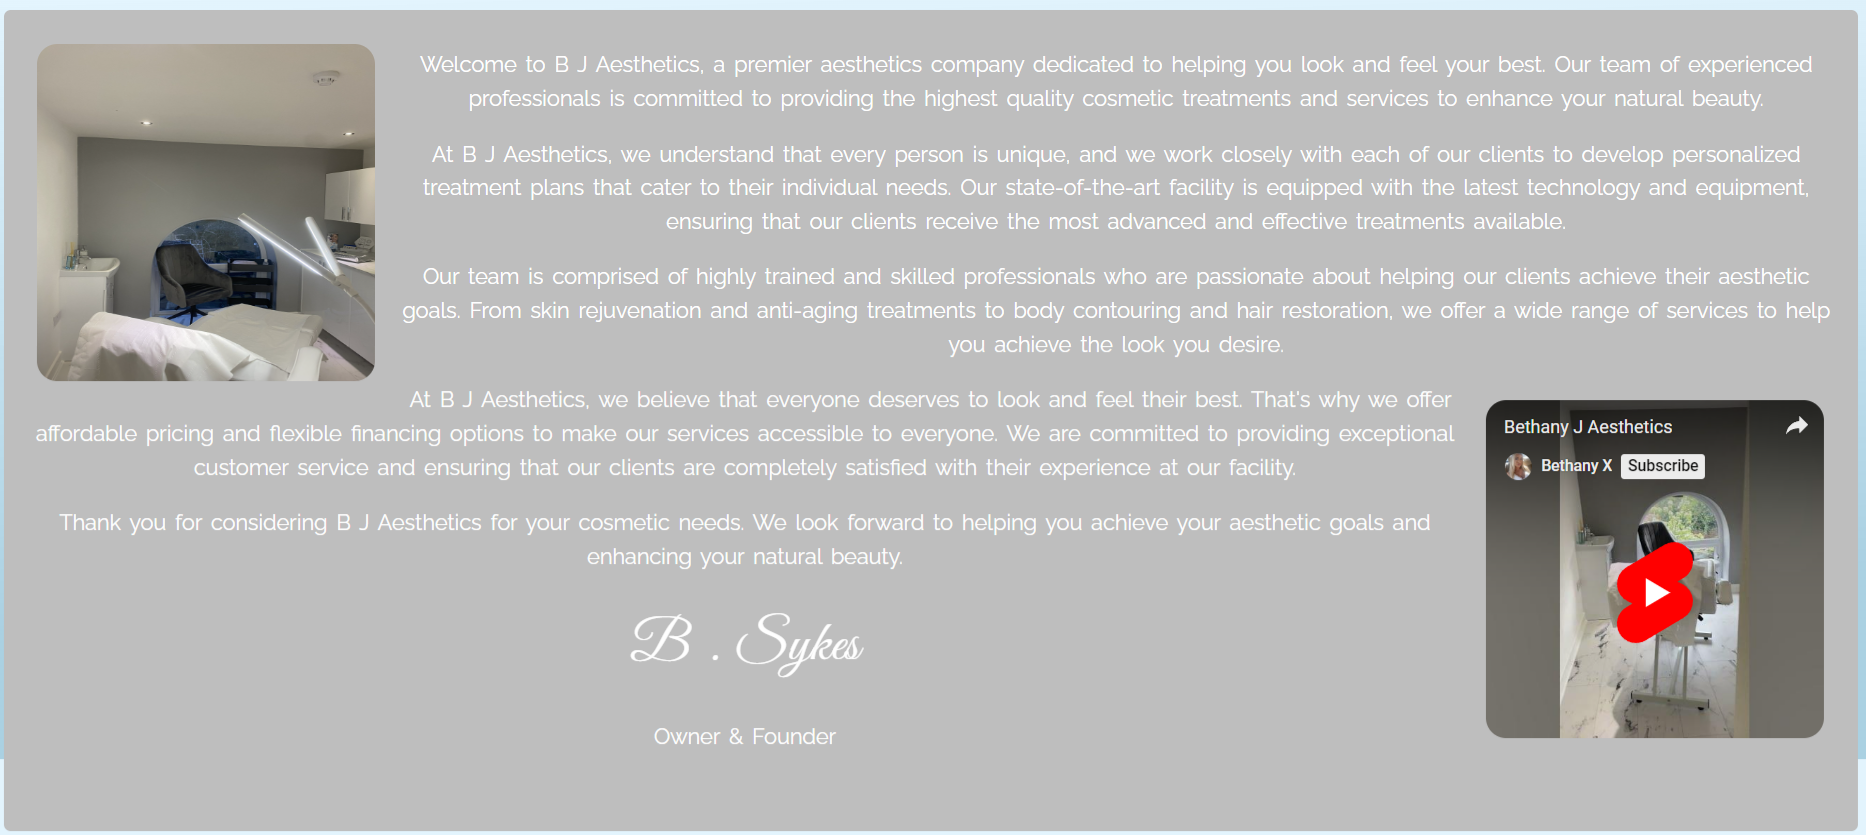 Welcome to B J Aesthetics, a premier aesthetics company dedicated to helping you look and feel your best. Our team of experienced
professionals is committed to providing the highest quality cosmetic treatments and services to enhance your natural beauty.
At B J Aesthetics, we understand that every person is unique, and we work closely with each of our clients to develop personalized
treatment plans that cater to their individual needs. Our state-of-the-art facility is equipped with the latest technology and equipment,
ensuring that our clients receive the most advanced and effective treatments available.
Our team is comprised of highly trained and skilled professionals who are passionate about helping our clients achieve their aesthetic
goals. From skin rejuvenation and anti-aging treatments to body contouring and hair restoration, we offer a wide range of services to help
you achieve the look you desire.
At B J Aesthetics, we believe that everyone deserves to look and feel their best. That's why we offer
affordable pricing and flexible financing options to make our services accessible to everyone. We are committed to providing exceptional
customer service and ensuring that our clients are completely satisfied with their experience at our facility.
Thank you for considering B J Aesthetics for your cosmetic needs. We look forward to helping you achieve your aesthetic goals and
enhancing your natural beauty.
B . Sykes
Owner & Founder
Bethany J Aesthetics
Bethany X Subscribe